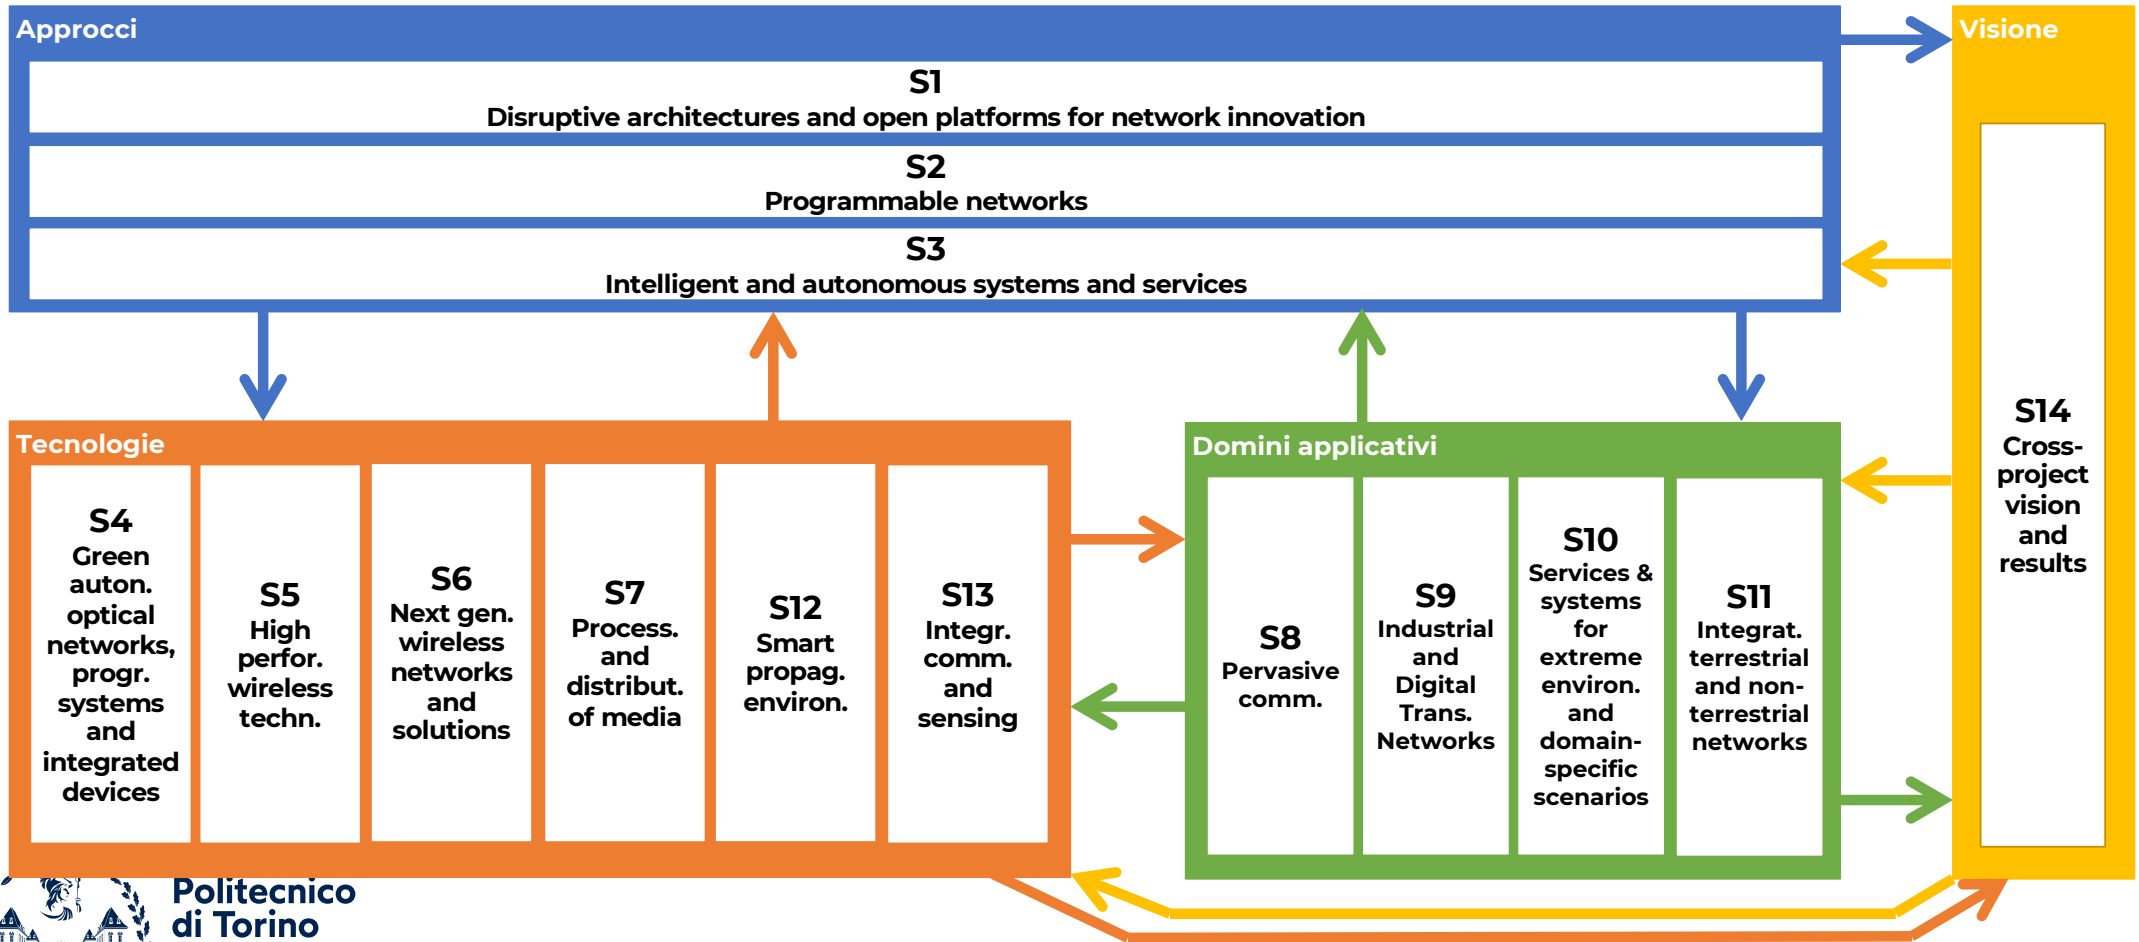 Approcci
S1
Disruptive architectures and open platforms for network innovation
S2
Programmable networks
S3
Intelligent and autonomous systems and services
Visione
S14
Cross-
project
vision
and
results
Tecnologie
S4
Green
auton.
optical
networks,
progr.
systems
and
integrated
devices
S5
High
perfor.
wireless
techn.
S6
Next gen.
wireless
networks
and
solutions
S7
Process.
and
distribut.
of media
S12
Smart
propag.
environ.
S13
Integr.
comm.
and
sensing
Domini applicativi
S8
Pervasive
comm.
S9
Industrial
and
Digital
Trans.
Networks
S10
Services &
systems
for
extreme
environ.
and
domain-
specific
scenarios
S11
Integrat.
terrestrial
and non-
terrestrial
networks
Politecnico
di Torino